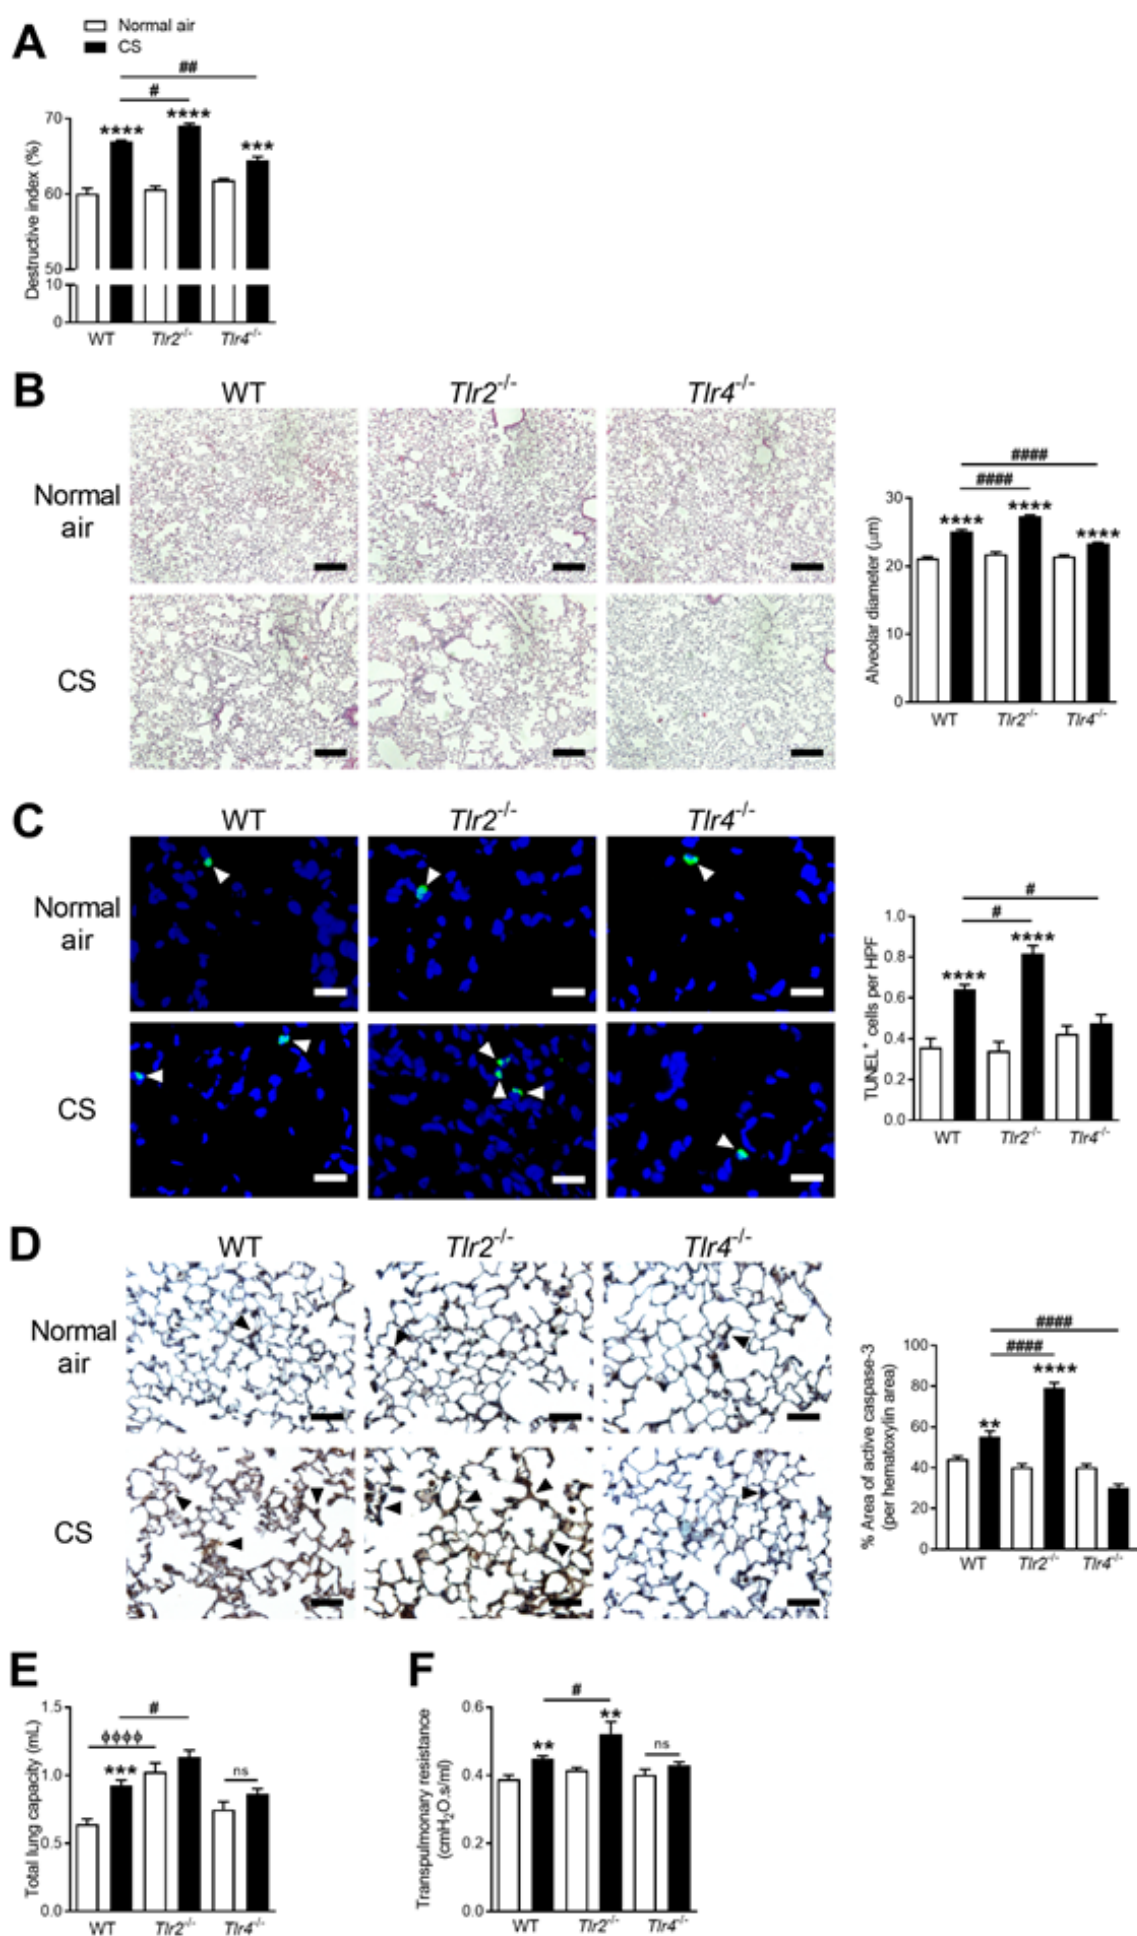 A
Normal air
CS
##
#
****
****
***
Destructive index (%)
70
60
50
10
0
WT
Tlr2-/-
Tlr4-/-
B
WT
Tlr2-/-
Tlr4-/-
Normal
air
CS
####
####
****
****
****
Alveolar diameter (μm)
30
20
10
0
WT
Tlr2-/-
Tlr4-/-
C
WT
Tlr2-/-
Tlr4-/-
Normal
air
CS
#
#
****
****
TUNEL+ cells per HPF
1.0
0.8
0.6
0.4
0.2
0.0
WT
Tlr2-/-
Tlr4-/-
D
WT
Tlr2-/-
Tlr4-/-
Normal
air
CS
####
####
****
**
% Area of active caspase-3
(per hematoxylin area)
100
80
60
40
20
0
WT
Tlr2-/-
Tlr4-/-
E
#
ϕϕϕϕ
***
ns
Total lung capacity (mL)
1.5
1.0
0.5
0.0
WT
Tlr2-/-
Tlr4-/-
F
#
**
**
ns
Transpulmonary resistance
(cmH2O.s/ml)
0.6
0.4
0.2
0.0
WT
Tlr2-/-
Tlr4-/-